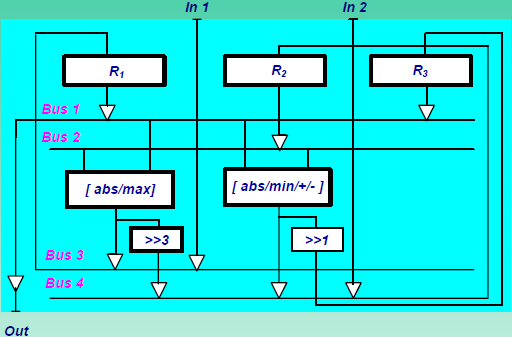 In 1 In 2
R1 R2 R3
Bus 1
Bus 2
[ abs/max] [ abs/min/+/- ]
>>3 >>1
Bus 3
Bus 4
Out